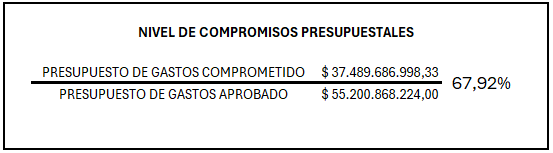 NIVEL DE COMPROMISOS PRESUPUESTALES
PRESUPUESTO DE GASTOS COMPROMETIDO $ 37.489.686.998,33
67,92%
PRESUPUESTO DE GASTOS APROBADO $ 55.200.868.224,00